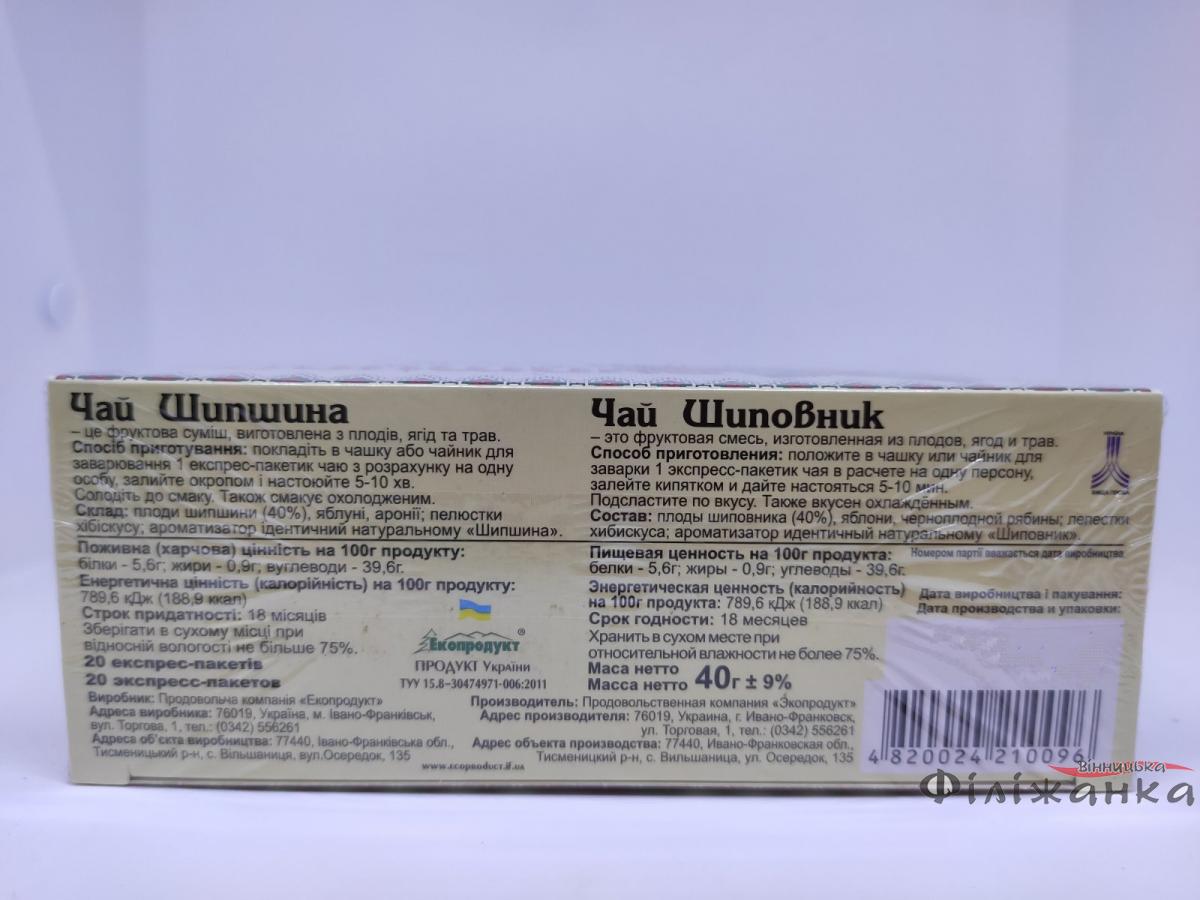 Чай Шипшина
– це фруктова суміш, виготовлена з плодів, ягід та трав.
Спосіб приготування: покладіть в чашку або чайник для
заварювання 1 експрес-пакетик чаю з розрахунку на одну
особу, залийте окропом і настоюйте 5-10 хв.
Солодіть до смаку. Також смакує охолодженим.
Склад: плоди шипшини (40%), яблуні, аронії; пелюстки
хібіскусу; ароматизатор ідентичний натуральному «Шипшина».
Поживна (харчова) цінність на 100г продукту:
білки - 5,6г; жири - 0,9г; вуглеводи - 39,6г.
Енергетична цінність (калорійність) на 100г продукту:
789,6 кДж (188,9 ккал)
Строк придатності: 18 місяців
Зберігати в сухому місці при
відносній вологості не більше 75%.
20 експрес-пакетів
20 экспресс-пакетов
Екопродукт®
ПРОДУКТ України
ТУУ 15.8-30474971-006:2011
Виробник: Продовольча компанія «Екопродукт»
Адреса виробника: 76019, Україна, м. Івано-Франківськ,
вул. Торгова, 1, тел.: (0342) 556261
Адреса об'єкта виробництва: 77440, Івано-Франківська обл.,
Тисменицький р-н, с. Вільшаниця, вул.Осередок, 135
www.ecoproduct.if.ua
Чай Шиповник
– это фруктовая смесь, изготовленная из плодов, ягод и трав.
Способ приготовления: положите в чашку или чайник для
заварки 1 экспресс-пакетик чая в расчете на одну персону,
залейте кипятком и дайте настояться 5-10 мин.
Подсластите по вкусу. Также вкусен охлаждённым.
Состав: плоды шиповника (40%), яблони, черноплодной рябины; лепестки
хибискуса; ароматизатор идентичный натуральному «Шиповник».
Пищевая ценность на 100г продукта:
белки - 5,6г; жиры - 0,9г; углеводы - 39,6г.
Энергетическая ценность (калорийность)
на 100г продукта: 789,6 кДж (188,9 ккал)
Срок годности: 18 месяцев
Хранить в сухом месте при
относительной влажности не более 75%.
Маса нетто
Масса нетто 40г ± 9%
Производитель: Продовольственная компания «Экопродукт»
Адрес производителя: 76019, Украина, г. Ивано-Франковск,
ул. Торговая, 1, тел.: (0342) 556261
Адрес объекта производства: 77440, Ивано-Франковская обл.,
Тисменицкий р-н, с. Вильшаница, ул. Осередок, 135
Номером партії вважається дата виробництва
Дата виробництва і пакування:
Дата производства и упаковки:
4 820024 210096
Вінницька
Філіжанка